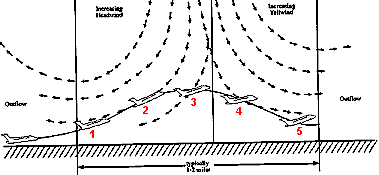 Increasing
Headwind
Increasing
Tailwind
Outflow
Outflow
1
2
3
4
5
typically
1-2 miles